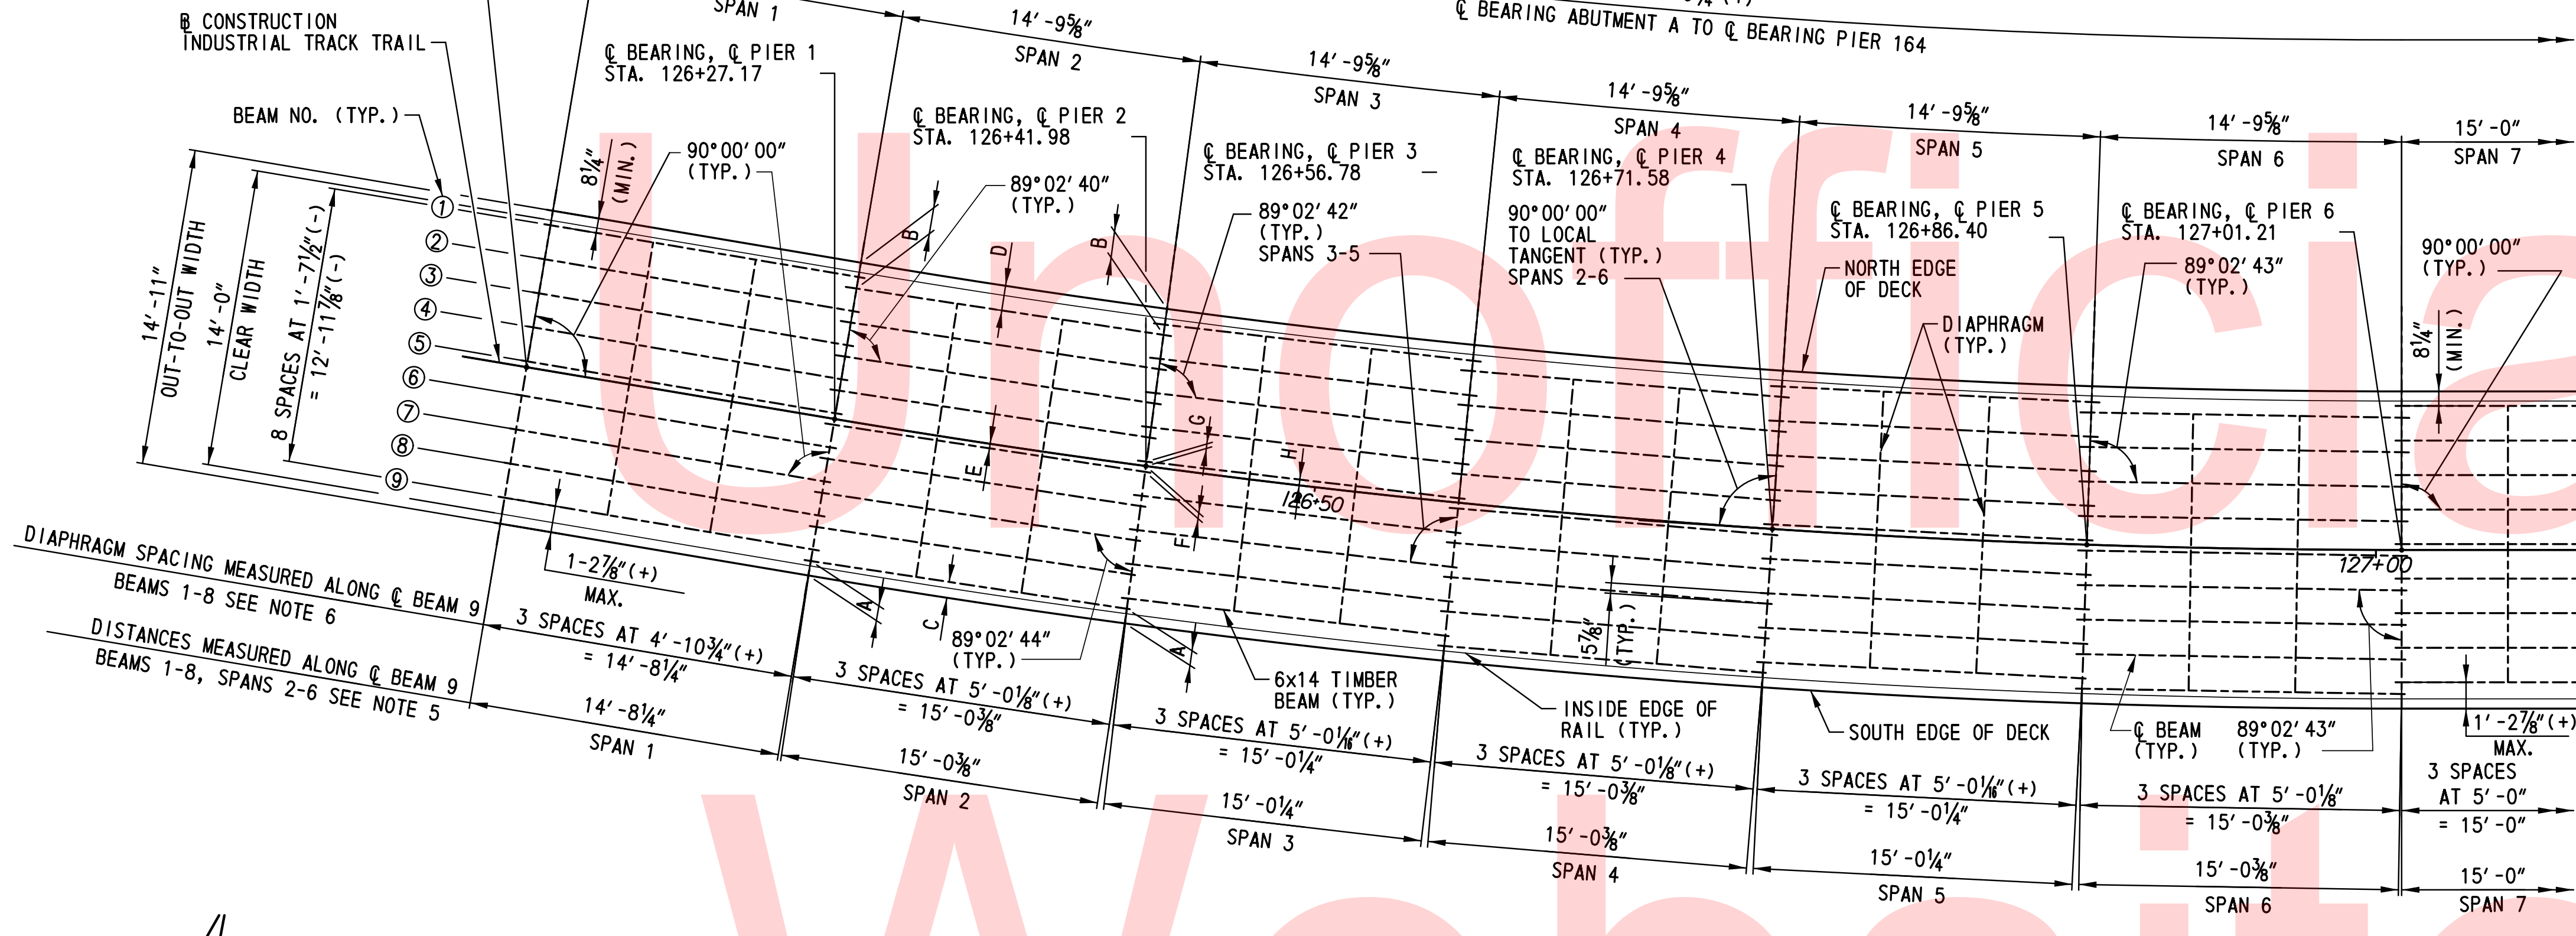 ℄ BEARING ABUTMENT A TO ℄ BEARING PIER 164
SPAN 1
14'-9⅝"
SPAN 2
14'-9⅝"
SPAN 3
14'-9⅝"
SPAN 4
14'-9⅝"
SPAN 5
14'-9⅝"
SPAN 6
15'-0"
SPAN 7
℄ CONSTRUCTION
INDUSTRIAL TRACK TRAIL
BEAM NO. (TYP.)
℄ BEARING, ℄ PIER 1
STA. 126+27.17
℄ BEARING, ℄ PIER 2
STA. 126+41.98
℄ BEARING, ℄ PIER 3
STA. 126+56.78
℄ BEARING, ℄ PIER 4
STA. 126+71.58
℄ BEARING, ℄ PIER 5
STA. 126+86.40
℄ BEARING, ℄ PIER 6
STA. 127+01.21
8¼"
(MIN.)
90°00'00"
(TYP.)
89°02'40"
(TYP.)
89°02'42"
(TYP.)
SPANS 3-5
90°00'00"
TO LOCAL
TANGENT (TYP.)
SPANS 2-6
NORTH EDGE
OF DECK
DIAPHRAGM
(TYP.)
89°02'43"
(TYP.)
90°00'00"
(TYP.)
8¼"
(MIN.)
1
2
3
4
5
6
7
8
9
14'-11"
OUT-TO-OUT WIDTH
14'-0"
CLEAR WIDTH
8 SPACES AT 1'-7½"(-)
= 12'-11⅞"(-)
B
D
B
E
G
F
H
126+50
127+00
A
C
A
5⅞"
(TYP.)
1-2⅞"(+)
MAX.
89°02'44"
(TYP.)
6x14 TIMBER
BEAM (TYP.)
INSIDE EDGE OF
RAIL (TYP.)
SOUTH EDGE OF DECK
℄ BEAM
(TYP.)
89°02'43"
(TYP.)
1'-2⅞"(+)
MAX.
DIAPHRAGM SPACING MEASURED ALONG ℄ BEAM 9
BEAMS 1-8 SEE NOTE 6
3 SPACES AT 4'-10¾"(+)
= 14'-8¼"
3 SPACES AT 5'-0⅛"(+)
= 15'-0⅜"
3 SPACES AT 5'-0¹⁄₁₆"(+)
= 15'-0¼"
3 SPACES AT 5'-0⅛"(+)
= 15'-0⅜"
3 SPACES AT 5'-0¹⁄₁₆"(+)
= 15'-0¼"
3 SPACES AT 5'-0⅛"
= 15'-0⅜"
3 SPACES
AT 5'-0"
= 15'-0"
DISTANCES MEASURED ALONG ℄ BEAM 9
BEAMS 1-8, SPANS 2-6 SEE NOTE 5
14'-8¼"
SPAN 1
15'-0⅜"
SPAN 2
15'-0¼"
SPAN 3
15'-0⅜"
SPAN 4
15'-0¼"
SPAN 5
15'-0⅜"
SPAN 6
15'-0"
SPAN 7